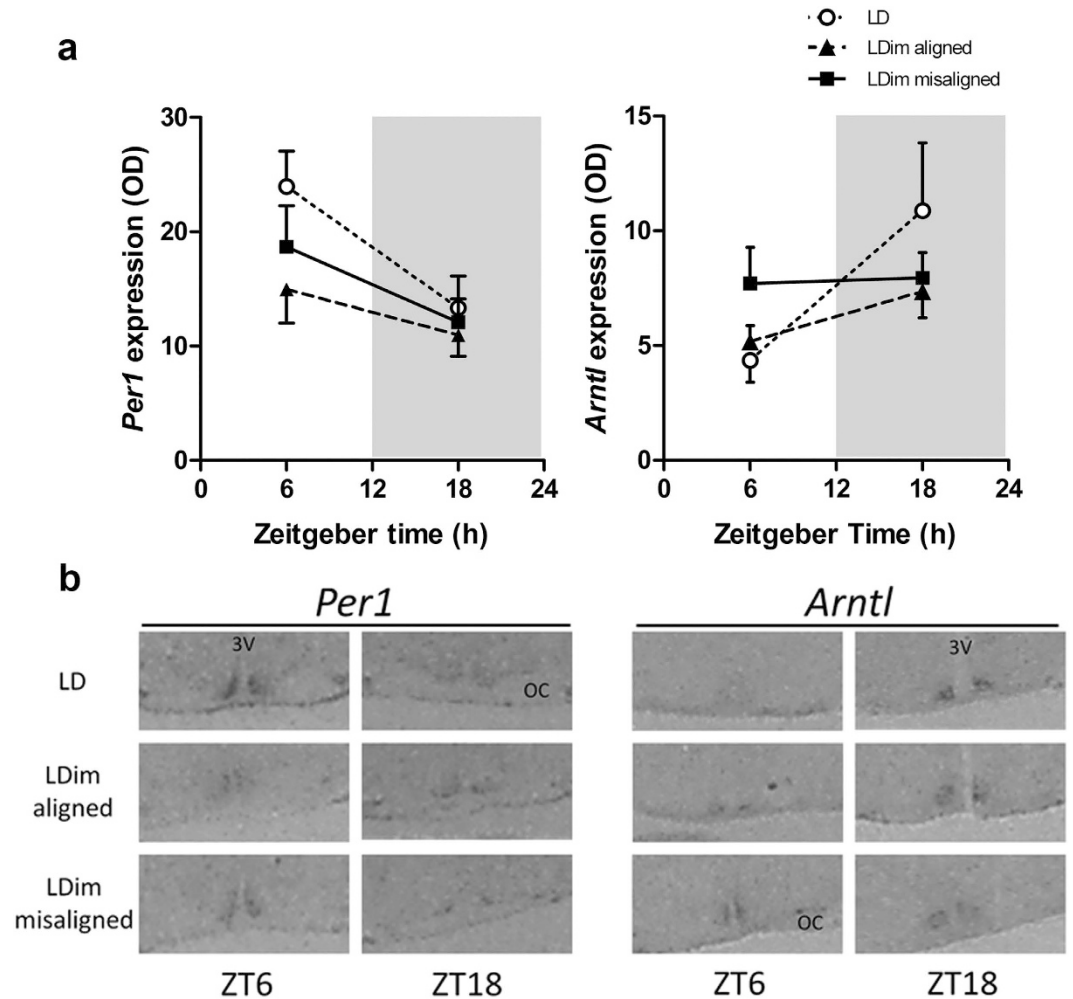 a
LD
LDim aligned
LDim misaligned
30
20
10
0
0 6 12 18 24
Per1 expression (OD)
Zeitgeber time (h)
15
10
5
0
0 6 12 18 24
Arntl expression (OD)
Zeitgeber Time (h)
b
Per1
Arntl
LD
3V
OC
3V
LDim
aligned
LDim
misaligned
OC
ZT6 ZT18 ZT6 ZT18